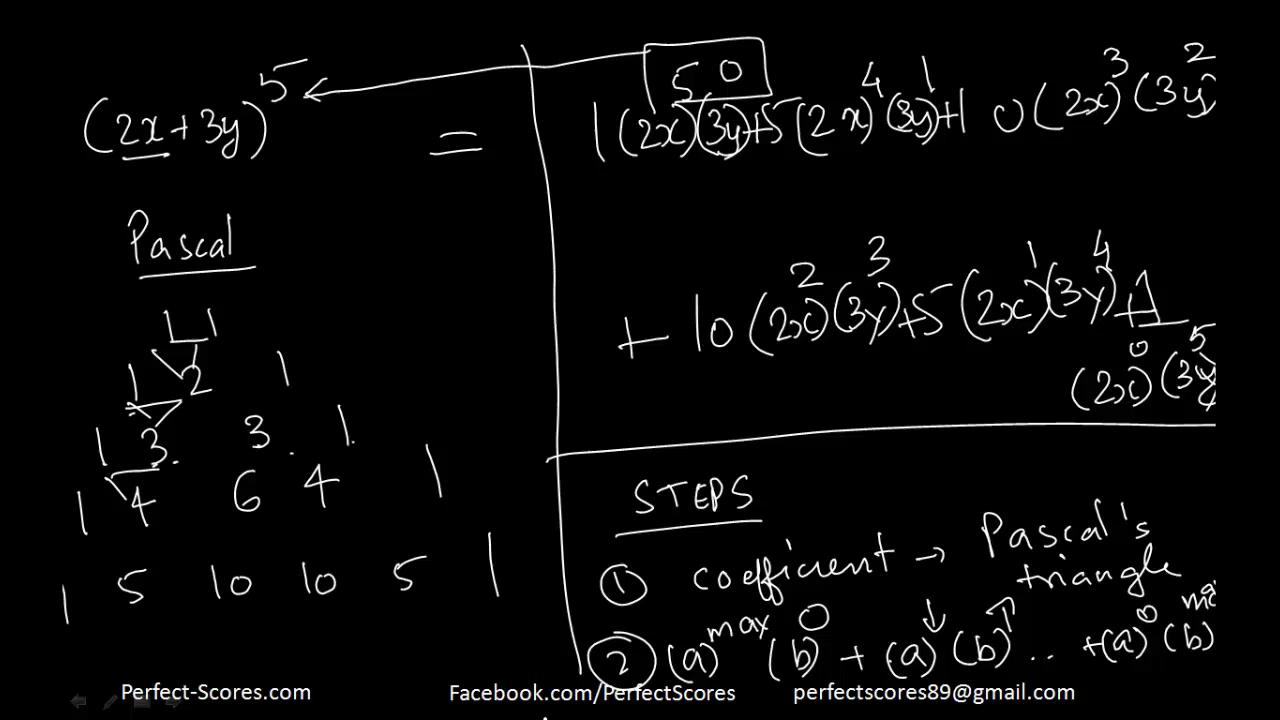 (2x+3y)^5 = 1(2x)^5(3y)^0+5(2x)^4(3y)^1+10(2x)^3(3y)^2
+10(2x)^2(3y)^3+5(2x)^1(3y)^4+1
(2x)^0(3y)^5
Pascal
1 1
1 2 1
1 3 3 1
1 4 6 4 1
1 5 10 10 5 1
STEPS
① coefficient → Pascal's
triangle
② (a)^max (b)^0 + (a)^↓ (b)^↑ .. +(a)^0 (b)
Perfect-Scores.com
Facebook.com/PerfectScores
perfectscores89@gmail.com